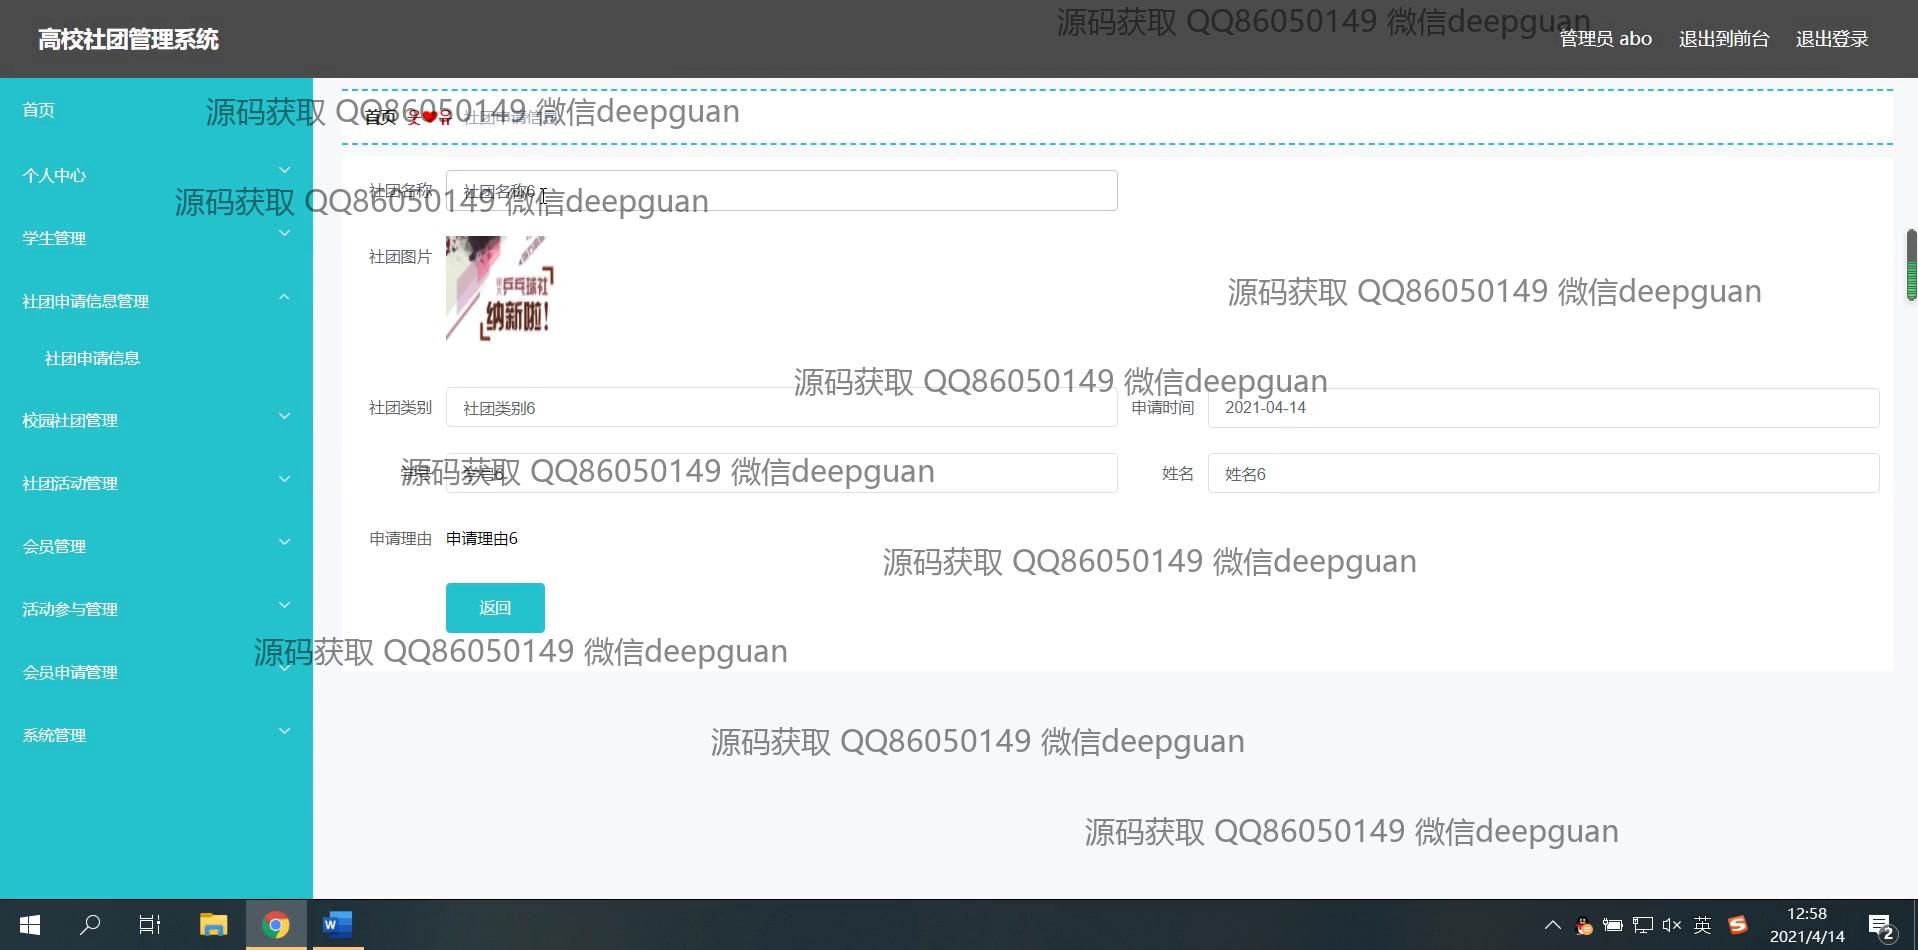 高校社团管理系统
源码获取 QQ86050149 微信deepguan
管理员 abo 退出到前台 退出登录
首页
源码获取 QQ86050149 微信deepguan
首页 社团申请信息
个人中心
社团名称 社团名称6
源码获取 QQ86050149 微信deepguan
学生管理
社团图片
乒乓球社
纳新啦!
源码获取 QQ86050149 微信deepguan
社团申请信息管理
社团申请信息
源码获取 QQ86050149 微信deepguan
社团类别 社团类别6 申请时间 2021-04-14
校园社团管理
学号 学号6 姓名 姓名6
源码获取 QQ86050149 微信deepguan
社团活动管理
申请理由 申请理由6
会员管理
源码获取 QQ86050149 微信deepguan
返回
活动参与管理
源码获取 QQ86050149 微信deepguan
会员申请管理
系统管理
源码获取 QQ86050149 微信deepguan
源码获取 QQ86050149 微信deepguan
英
12:58
2021/4/14
2